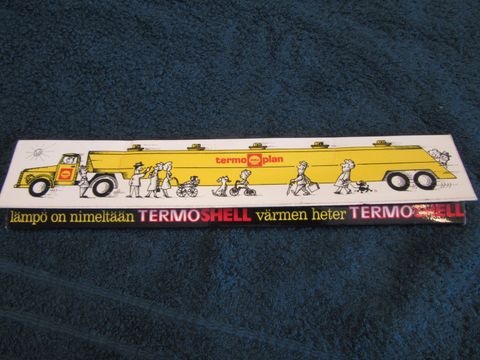 termo plan
lämpö on nimeltään TERMOSHELL värmen heter TERMOSHELL